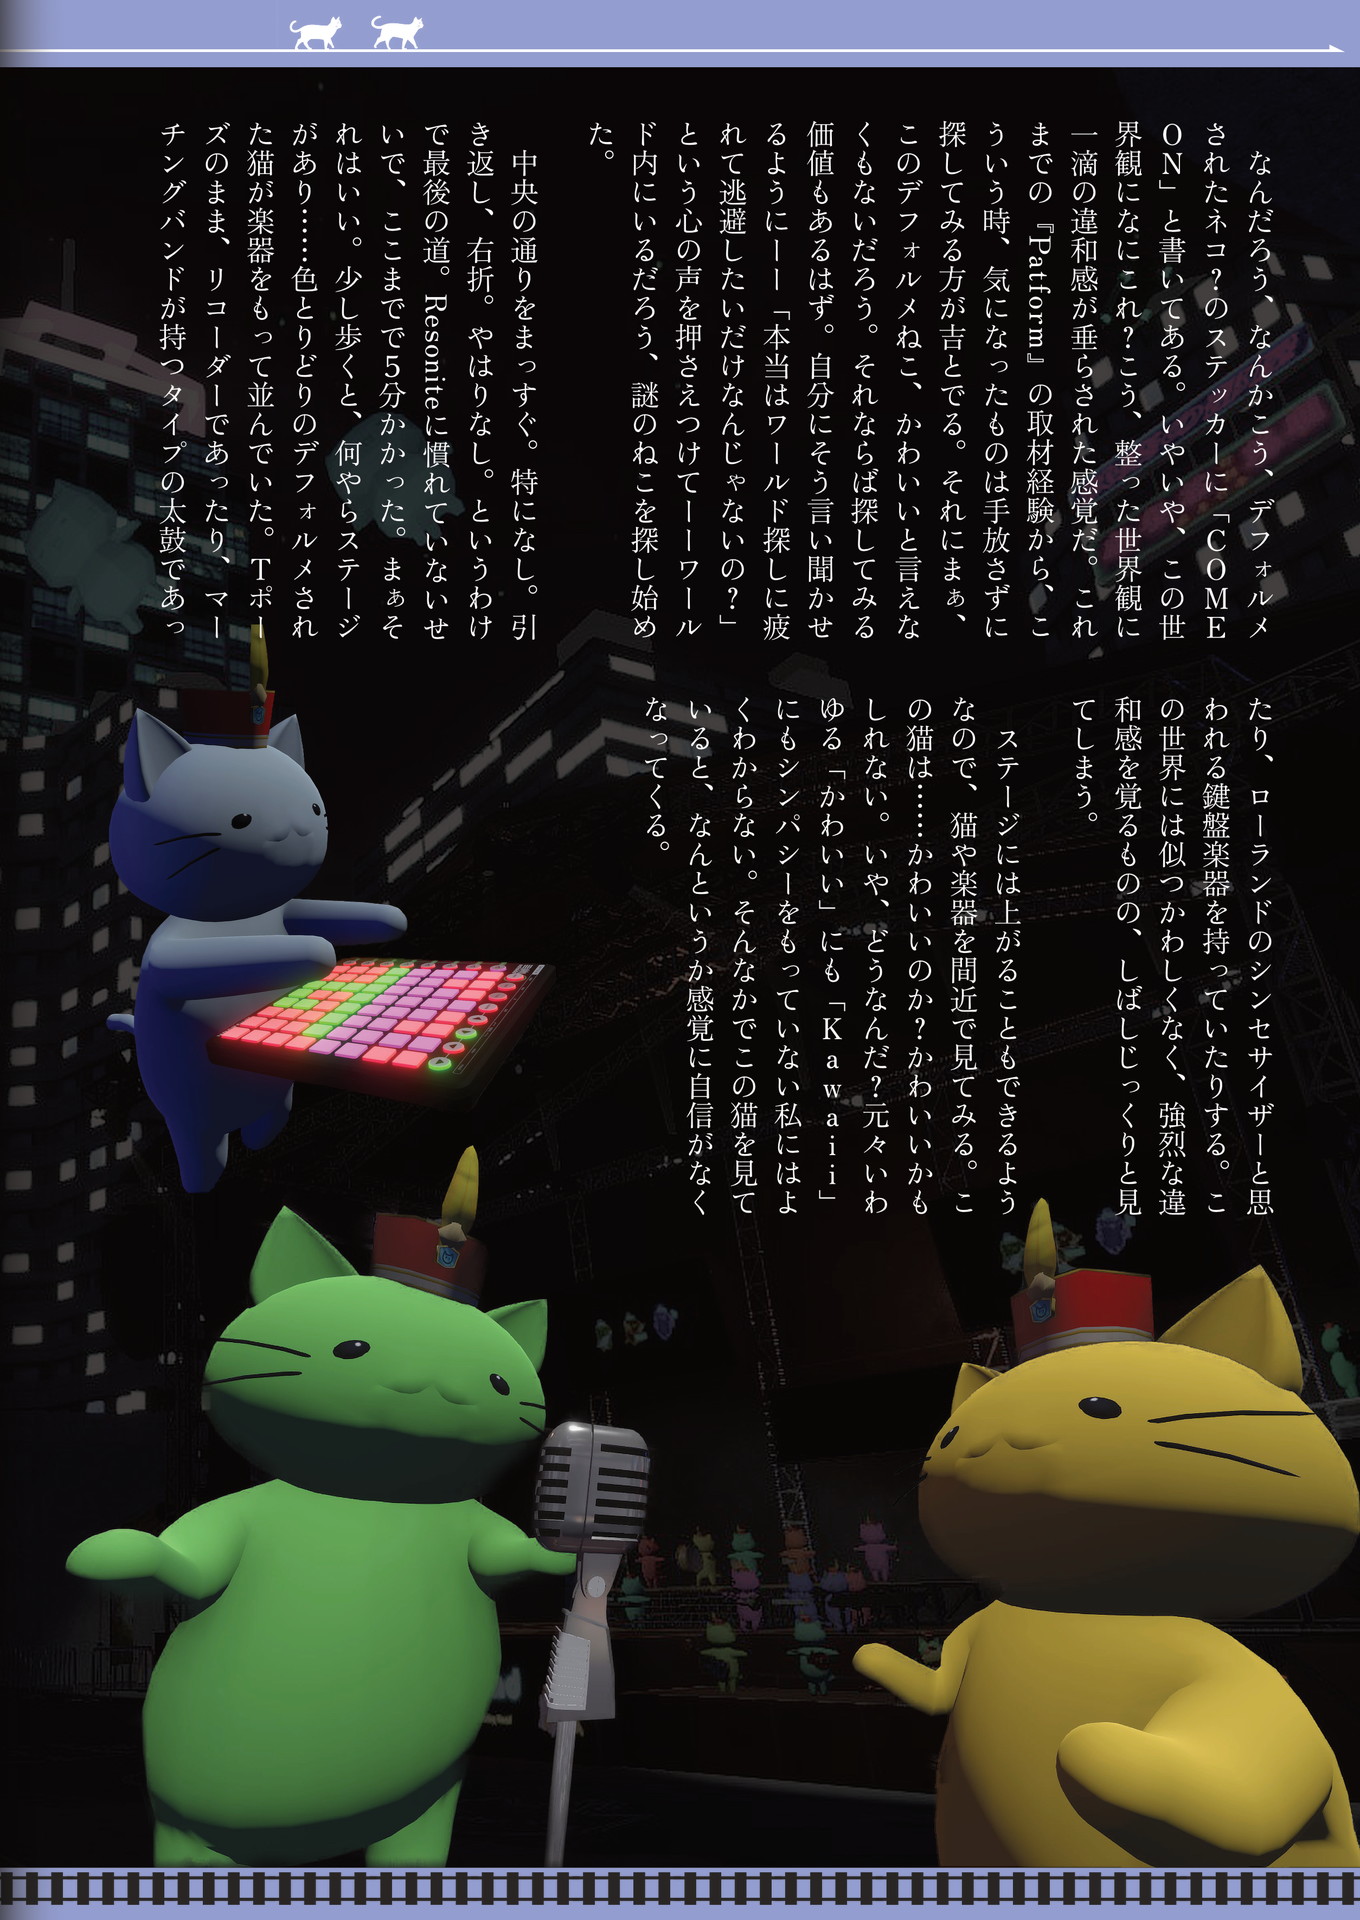 なんだろう、なんかこう、デフォルメ
されたネコ?のステッカーに「COME
ON」と書いてある。いやいや、この世
界観になにこれ?こう、整った世界観に
一滴の違和感が垂らされた感覚だ。これ
までの『Patform』の取材経験から、こ
ういう時、気になったものは手放さずに
探してみる方が吉とでる。それにまぁ、
このデフォルメねこ、かわいいと言えな
くもないだろう。それならば探してみる
価値もあるはず。自分にそう言い聞かせ
るようにーー「本当はワールド探しに疲
れて逃避したいだけなんじゃないの?」
という心の声を押さえつけてーーワール
ド内にいるだろう、謎のねこを探し始め
た。
中央の通りをまっすぐ。特になし。引
き返し、右折。やはりなし。というわけ
で最後の道。Resoniteに慣れていないせ
いで、ここまでで5分かかった。まぁそ
れはいい。少し歩くと、何やらステージ
があり……色とりどりのデフォルメされ
た猫が楽器をもって並んでいた。Tポー
ズのまま、リコーダーであったり、マー
チングバンドが持つタイプの太鼓であっ
たり、ローランドのシンセサイザーと思
われる鍵盤楽器を持っていたりする。こ
の世界には似つかわしくなく、強烈な違
和感を覚えるものの、しばしじっくりと見
てしまう。
ステージには上がることもできるよう
なので、猫や楽器を間近で見てみる。こ
の猫は……かわいいのか?かわいいかも
しれない。いや、どうなんだ?元々いわ
ゆる「かわいい」にも「Kawaii」
にもシンパシーをもっていない私にはよ
くわからない。そんなかでこの猫を見て
いると、なんというか感覚に自信がなく
なってくる。